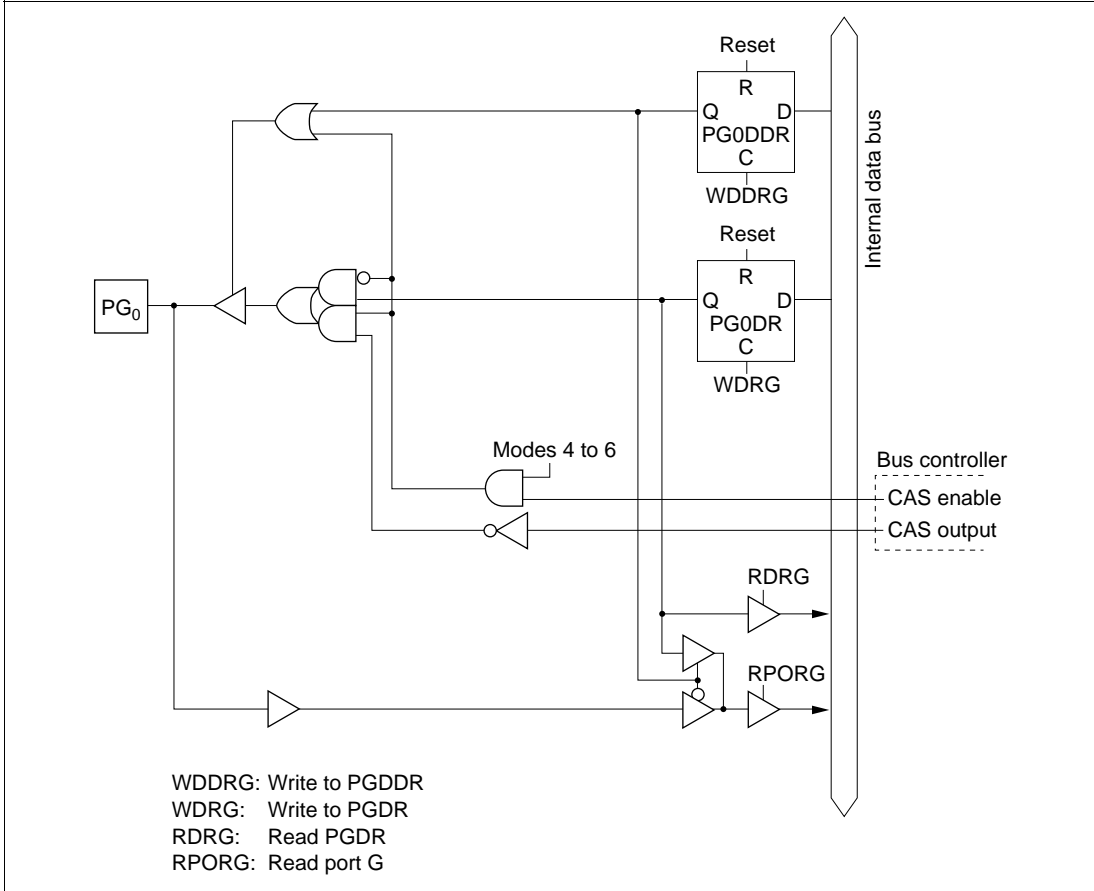 Reset
R
Q D
PG0DDR
C
WDDRG
Internal data bus
Reset
R
Q D
PG0DR
C
WDRG
PG0
Modes 4 to 6
Bus controller
CAS enable
CAS output
RDRG
RPORG
WDDRG: Write to PGDDR
WDRG: Write to PGDR
RDRG: Read PGDR
RPORG: Read port G